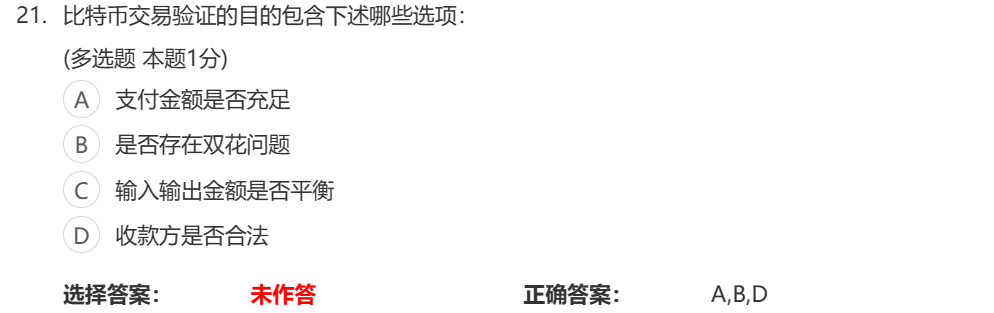 21. 比特币交易验证的目的包含下述哪些选项：
(多选题 本题1分)
A 支付金额是否充足
B 是否存在双花问题
C 输入输出金额是否平衡
D 收款方是否合法
选择答案： 未作答 正确答案： A,B,D